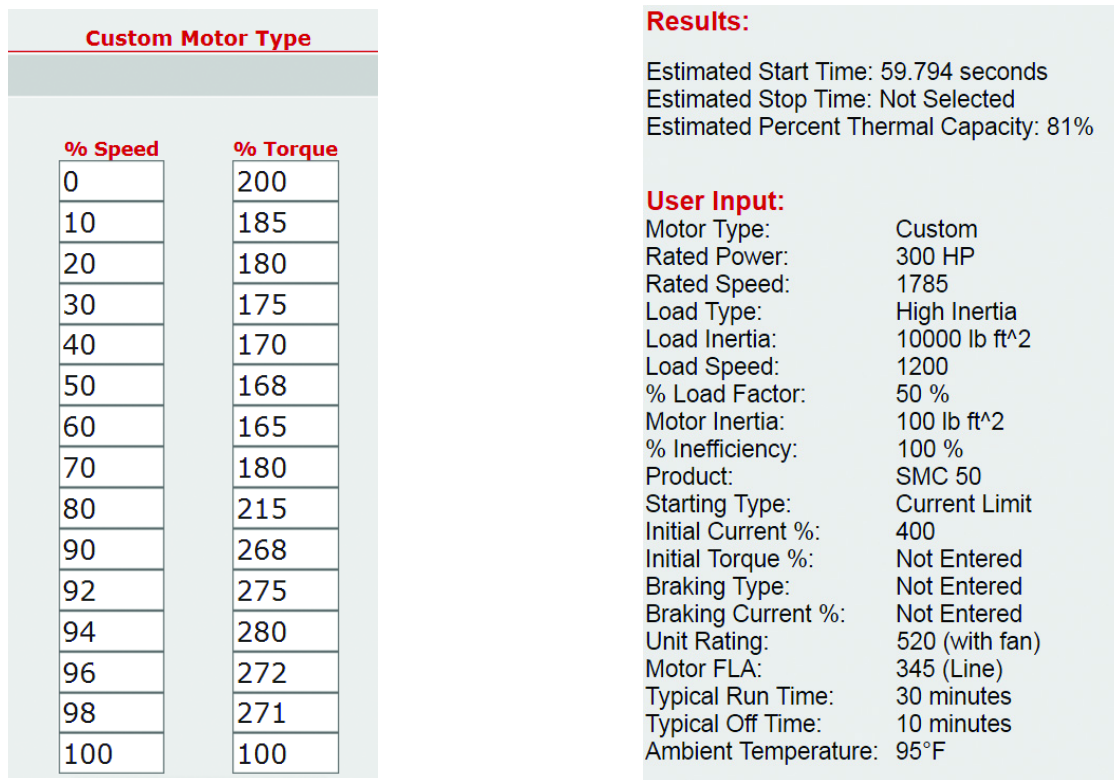 Custom Motor Type
% Speed % Torque
0 200
10 185
20 180
30 175
40 170
50 168
60 165
70 180
80 215
90 268
92 275
94 280
96 272
98 271
100 100
Results:
Estimated Start Time: 59.794 seconds
Estimated Stop Time: Not Selected
Estimated Percent Thermal Capacity: 81%
User Input:
Motor Type: Custom
Rated Power: 300 HP
Rated Speed: 1785
Load Type: High Inertia
Load Inertia: 10000 lb ft^2
Load Speed: 1200
% Load Factor: 50 %
Motor Inertia: 100 lb ft^2
% Inefficiency: 100 %
Product: SMC 50
Starting Type: Current Limit
Initial Current %: 400
Initial Torque %: Not Entered
Braking Type: Not Entered
Braking Current %: Not Entered
Unit Rating: 520 (with fan)
Motor FLA: 345 (Line)
Typical Run Time: 30 minutes
Typical Off Time: 10 minutes
Ambient Temperature: 95°F